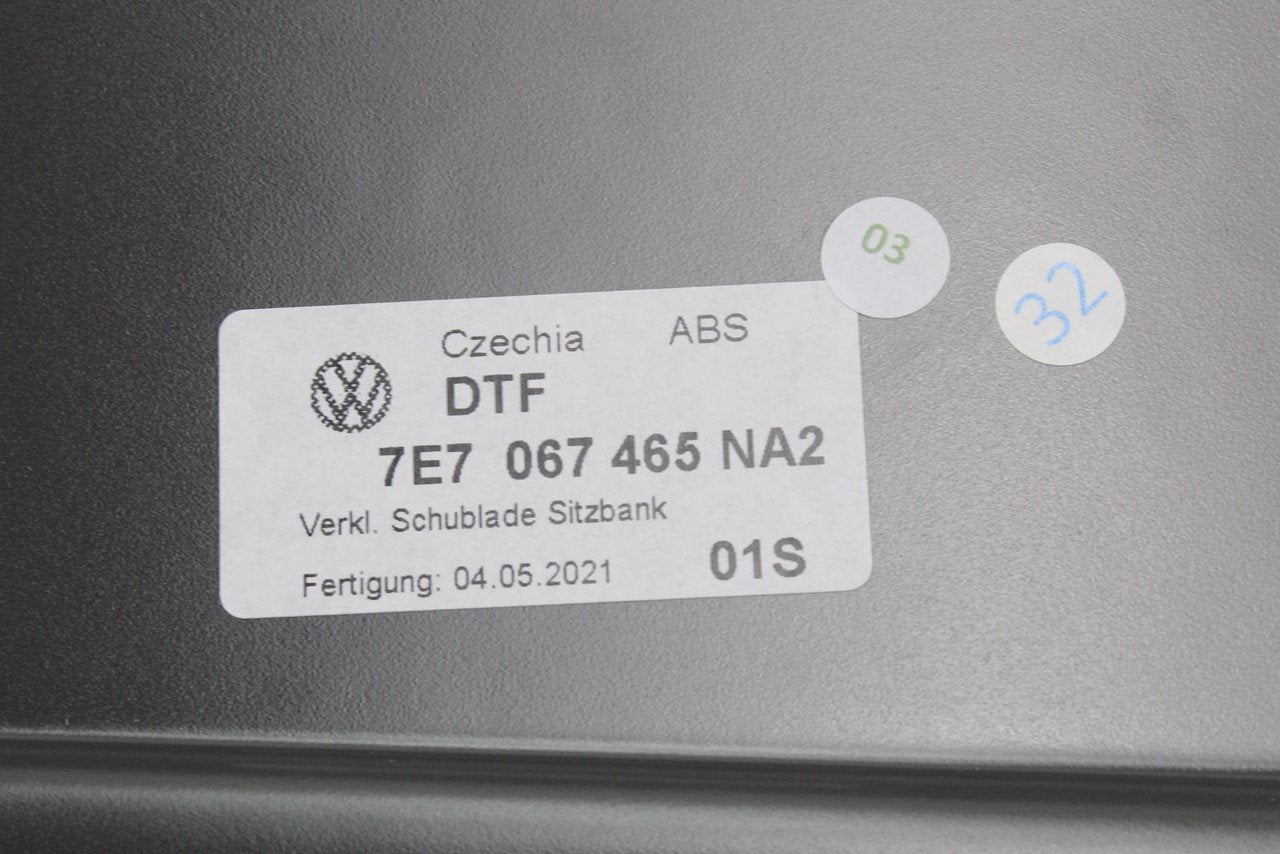 03
32
Czechia ABS
DTF
7E7 067 465 NA2
Verkl. Schublade Sitzbank
Fertigung: 04.05.2021 01S